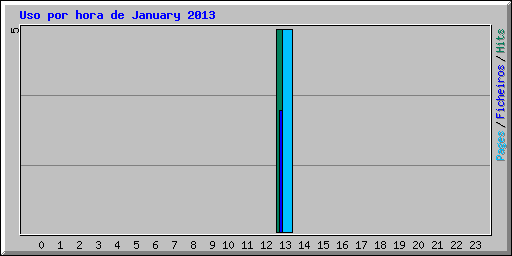 Uso por hora de January 2013
5
Pages/Ficheiros/Hits
0 1 2 3 4 5 6 7 8 9 10 11 12 13 14 15 16 17 18 19 20 21 22 23